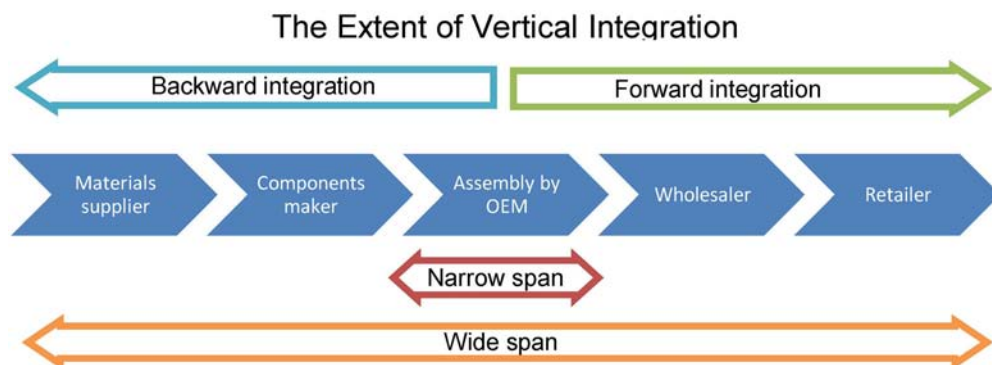 The Extent of Vertical Integration
Backward integration
Forward integration
Materials
supplier
Components
maker
Assembly by
OEM
Wholesaler
Retailer
Narrow span
Wide span